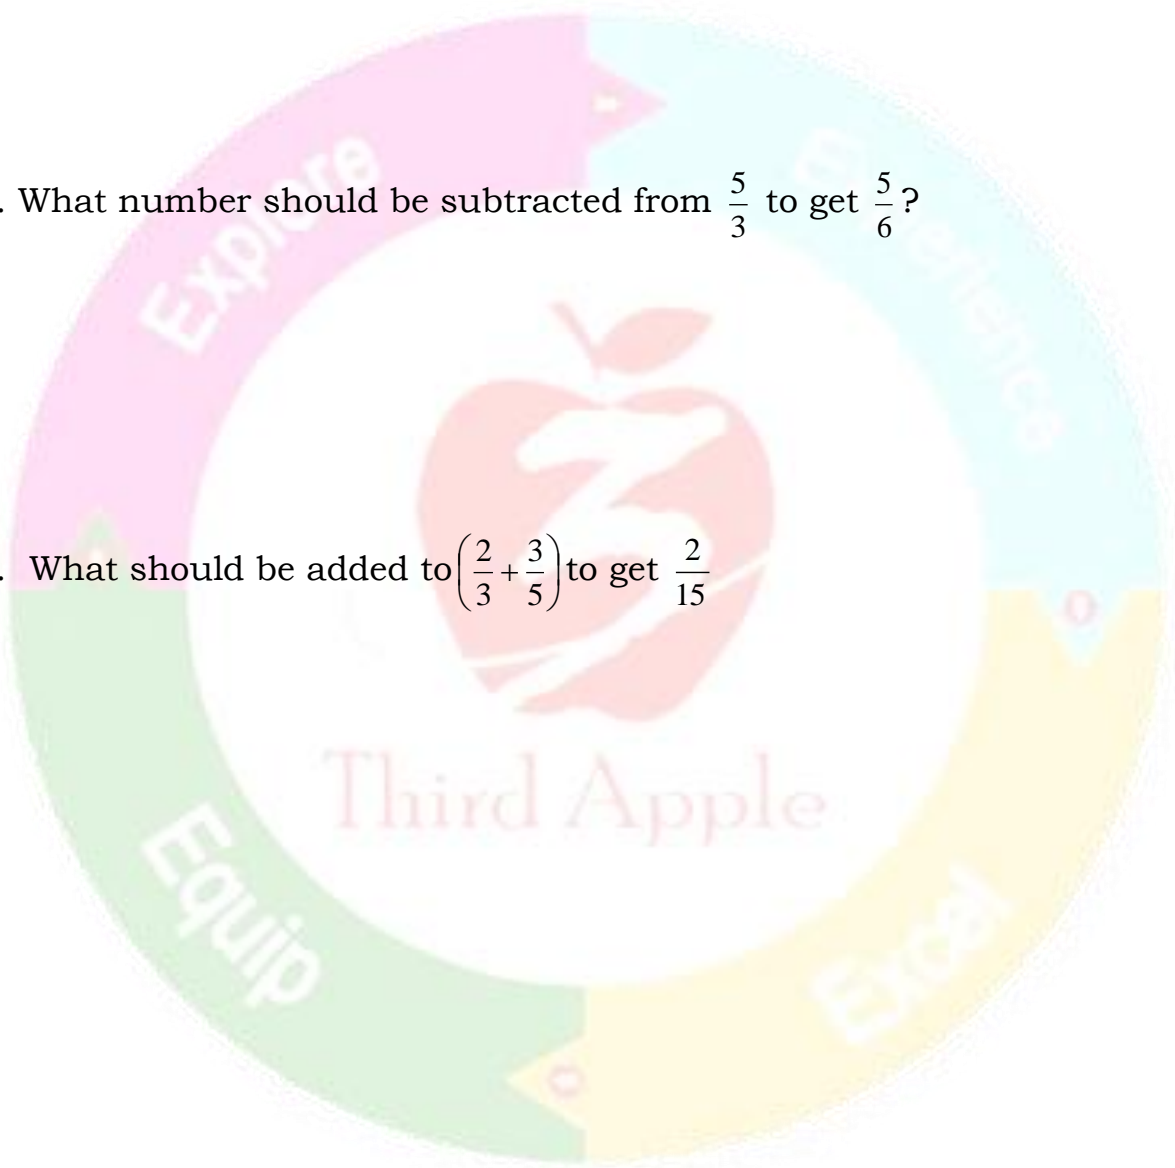 . What number should be subtracted from 5/3 to get 5/6?
. What should be added to (2/3 + 3/5) to get 2/15
Explore
Experience
Third Apple
Equip
Excel